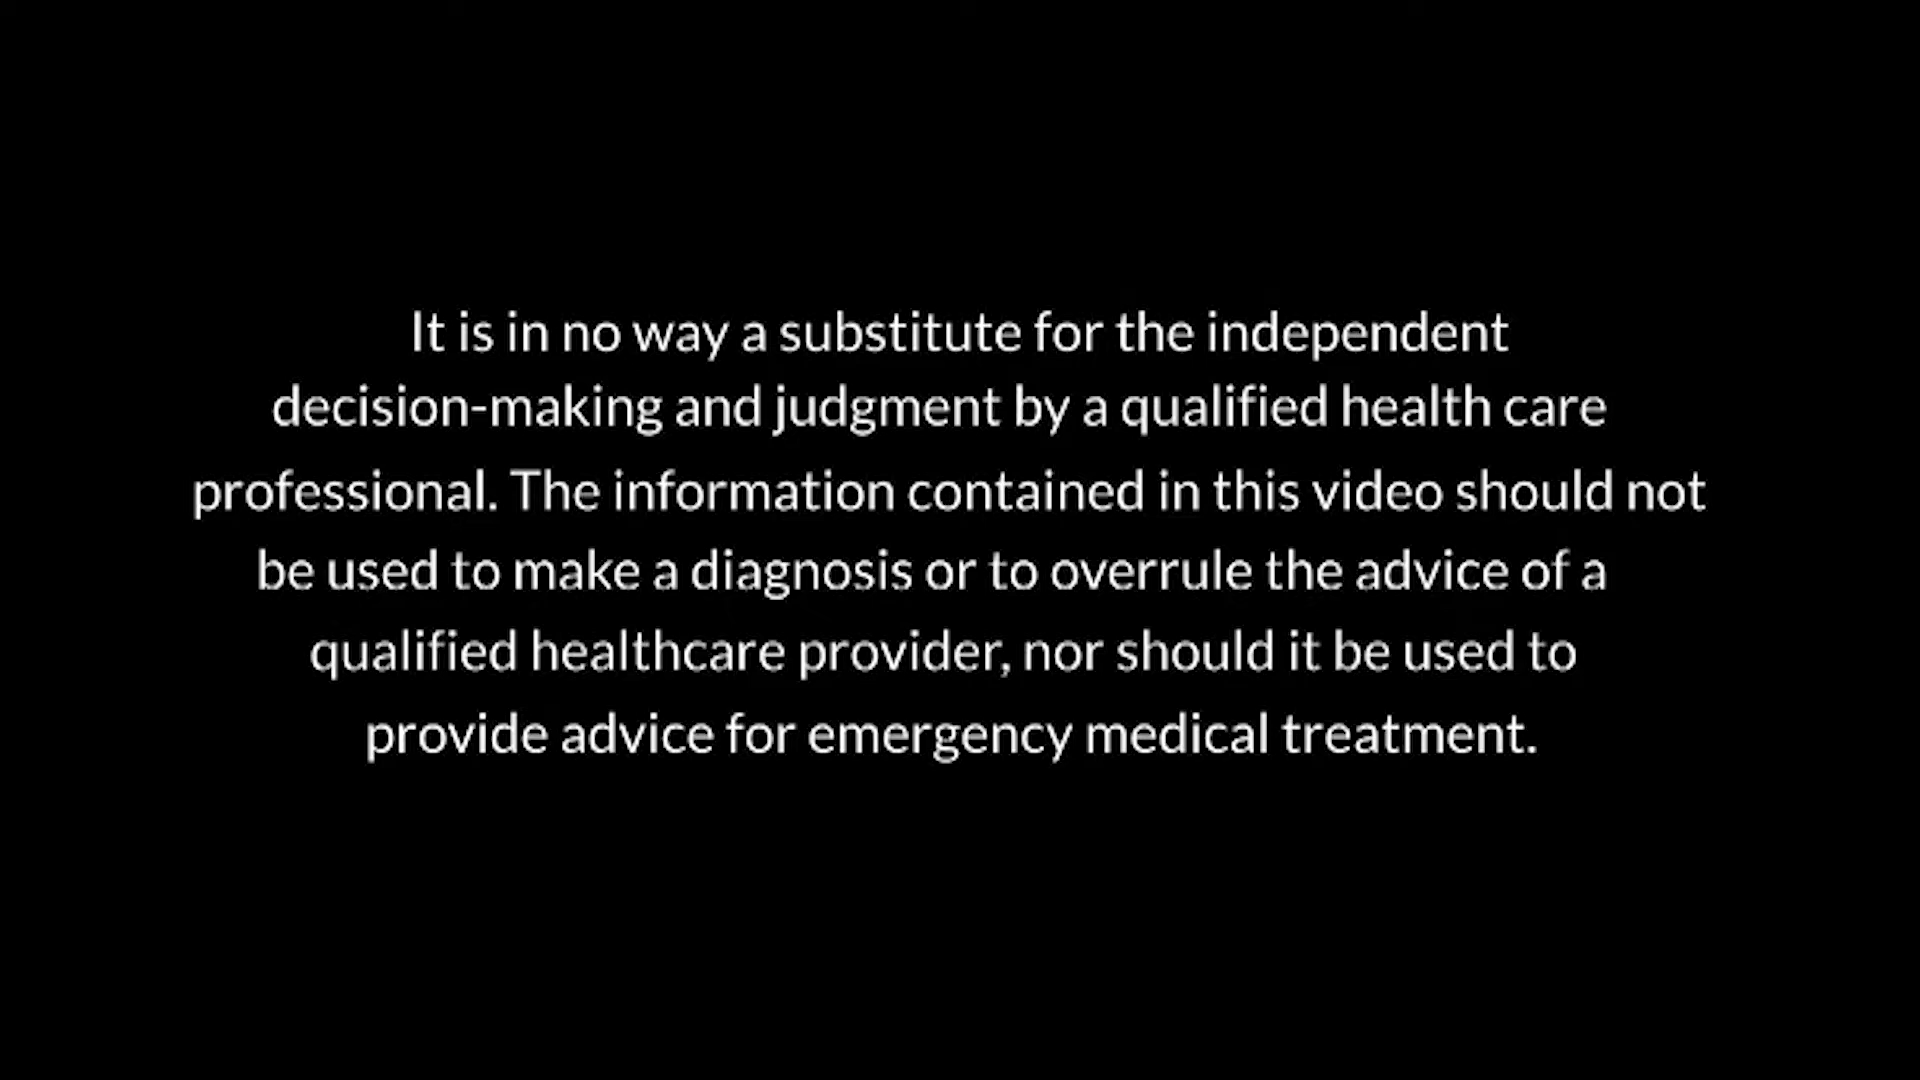 It is in no way a substitute for the independent
decision-making and judgment by a qualified health care
professional. The information contained in this video should not
be used to make a diagnosis or to overrule the advice of a
qualified healthcare provider, nor should it be used to
provide advice for emergency medical treatment.